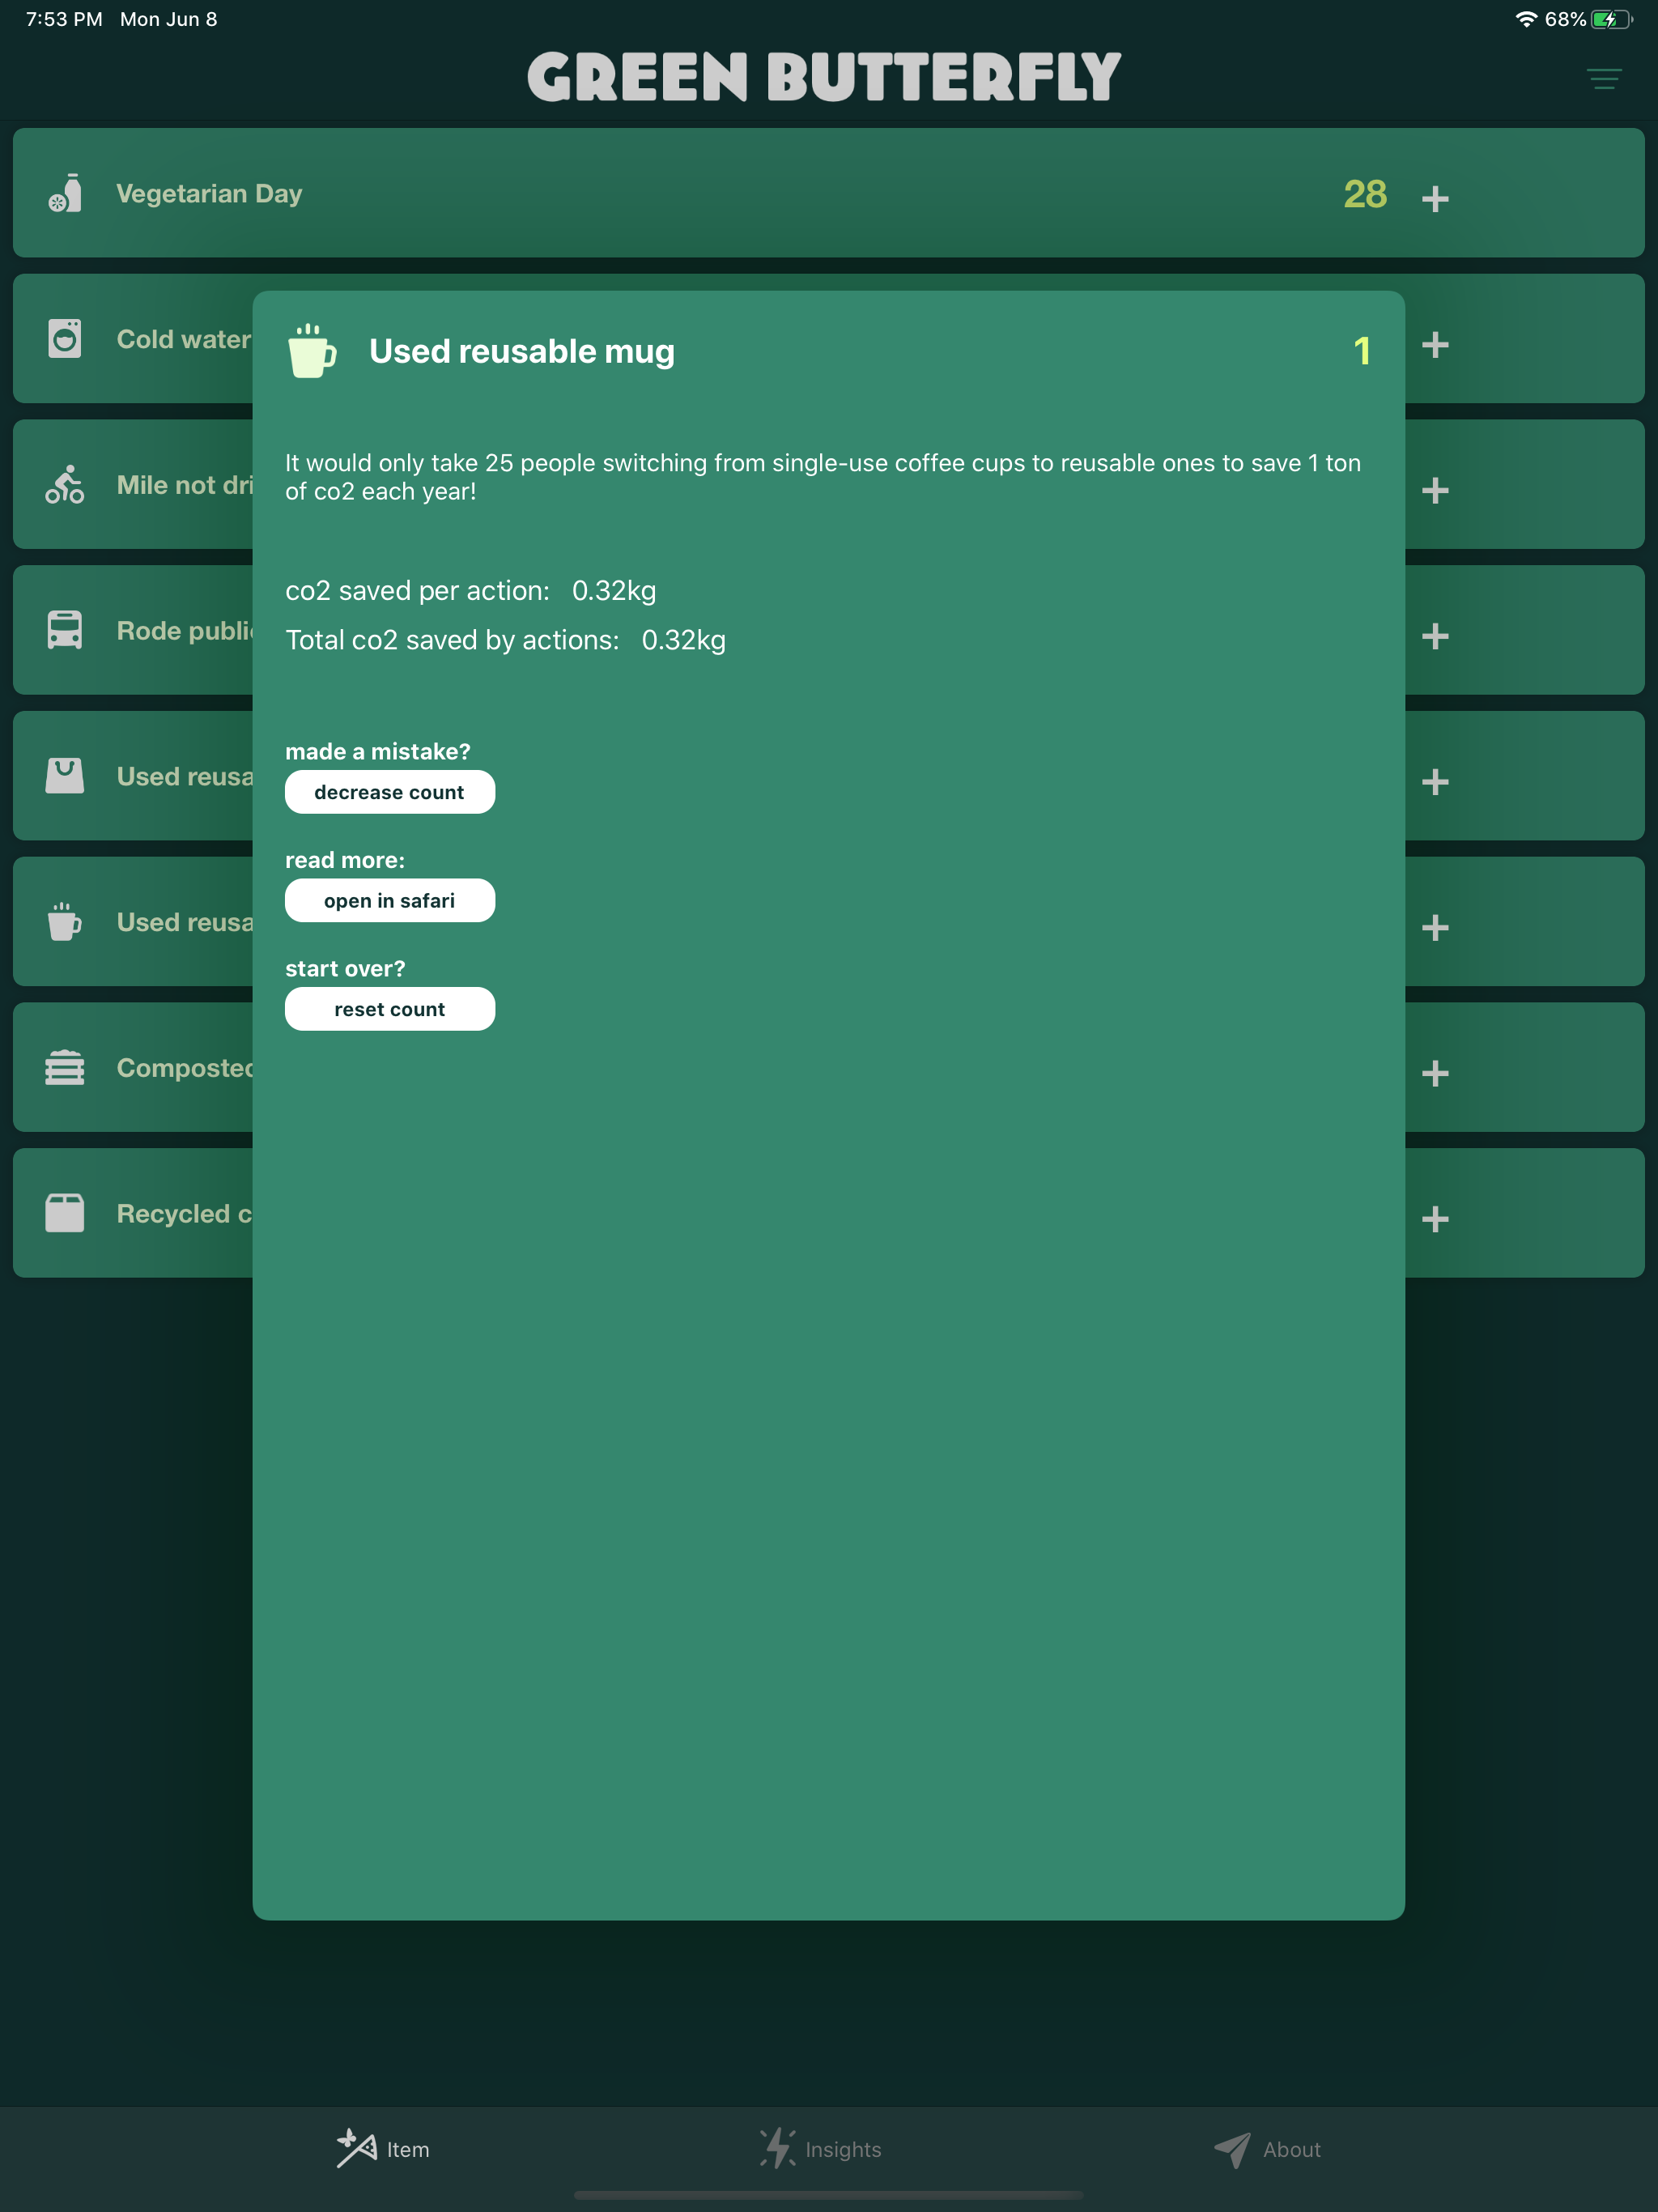 7:53 PM Mon Jun 8 68%
GREEN BUTTERFLY
Vegetarian Day 28 +
Cold water +
Used reusable mug 1
It would only take 25 people switching from single-use coffee cups to reusable ones to save 1 ton
of co2 each year!
Mile not dri +
co2 saved per action: 0.32kg
Rode public +
Total co2 saved by actions: 0.32kg
made a mistake?
Used reusa +
decrease count
read more:
open in safari
Used reusa +
start over?
reset count
Composted +
Recycled c +
Item Insights About